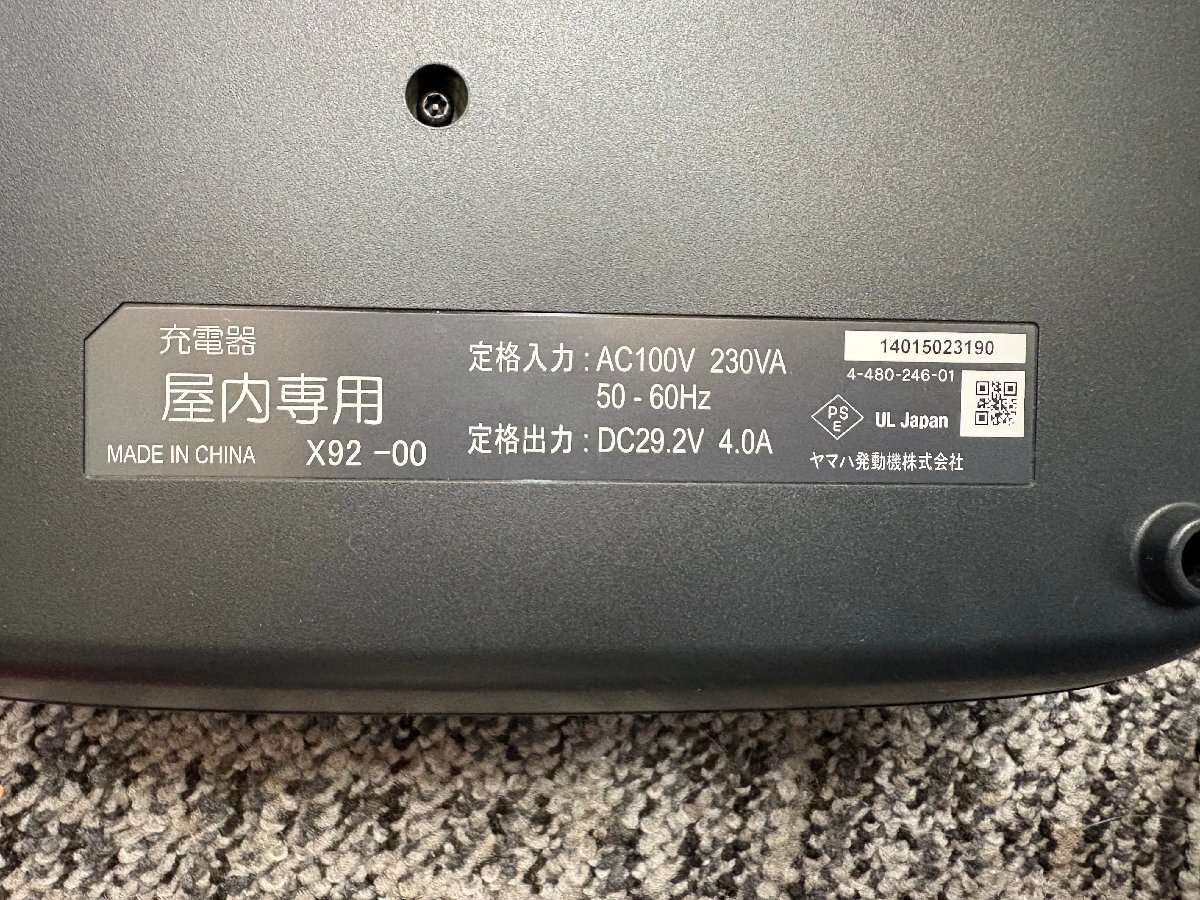 充電器
屋内専用
MADE IN CHINA X92-00
定格入力 : AC100V 230VA
50 - 60Hz
定格出力 : DC29.2V 4.0A
14015023190
4-480-246-01
PS
E
UL Japan
ヤマハ発動機株式会社